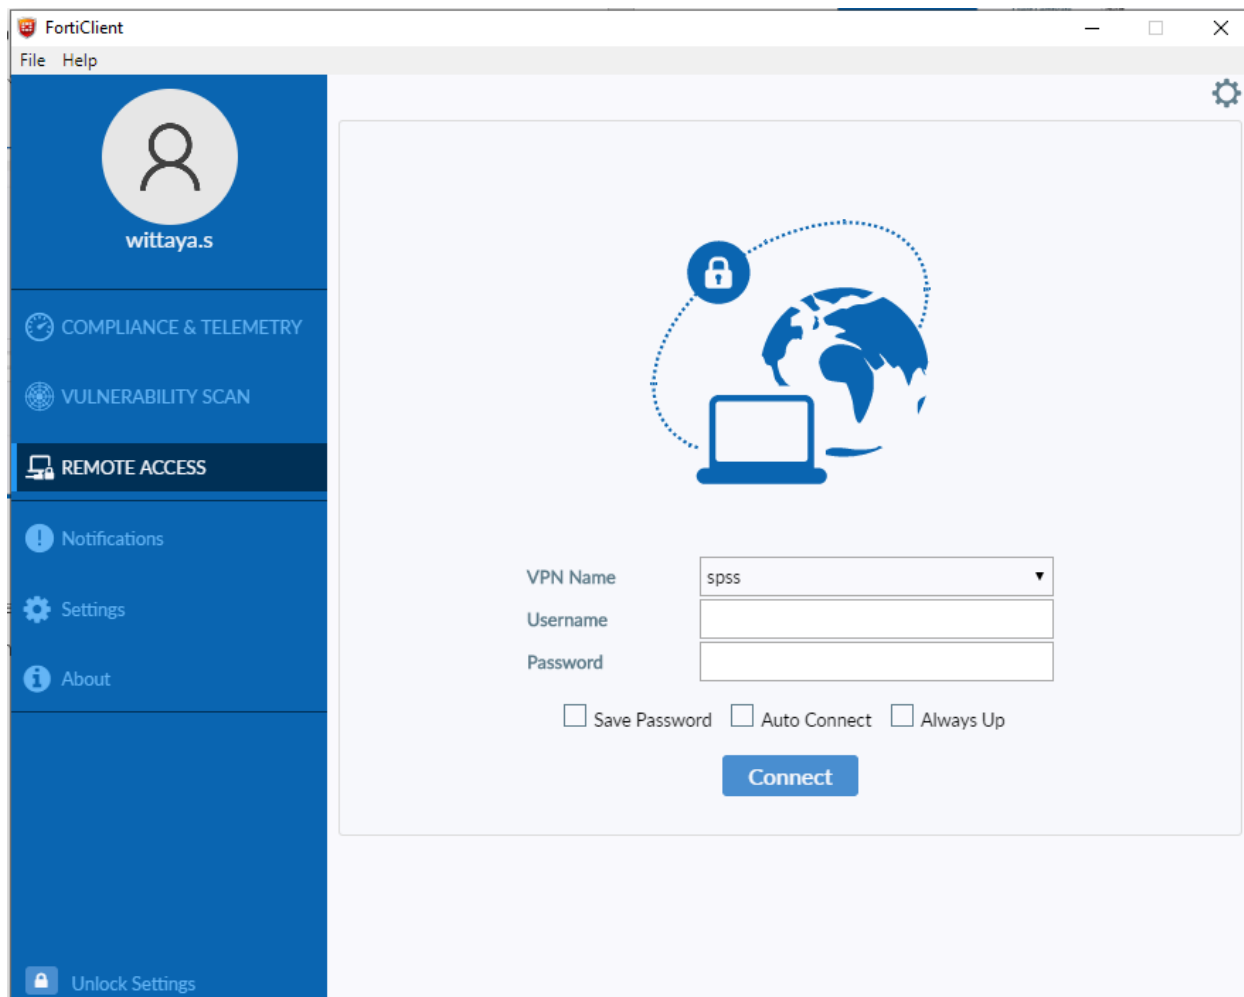 FortiClient
File Help
wittaya.s
COMPLIANCE & TELEMETRY
VULNERABILITY SCAN
REMOTE ACCESS
Notifications
Settings
About
Unlock Settings
VPN Name spss
Username
Password
Save Password Auto Connect Always Up
Connect